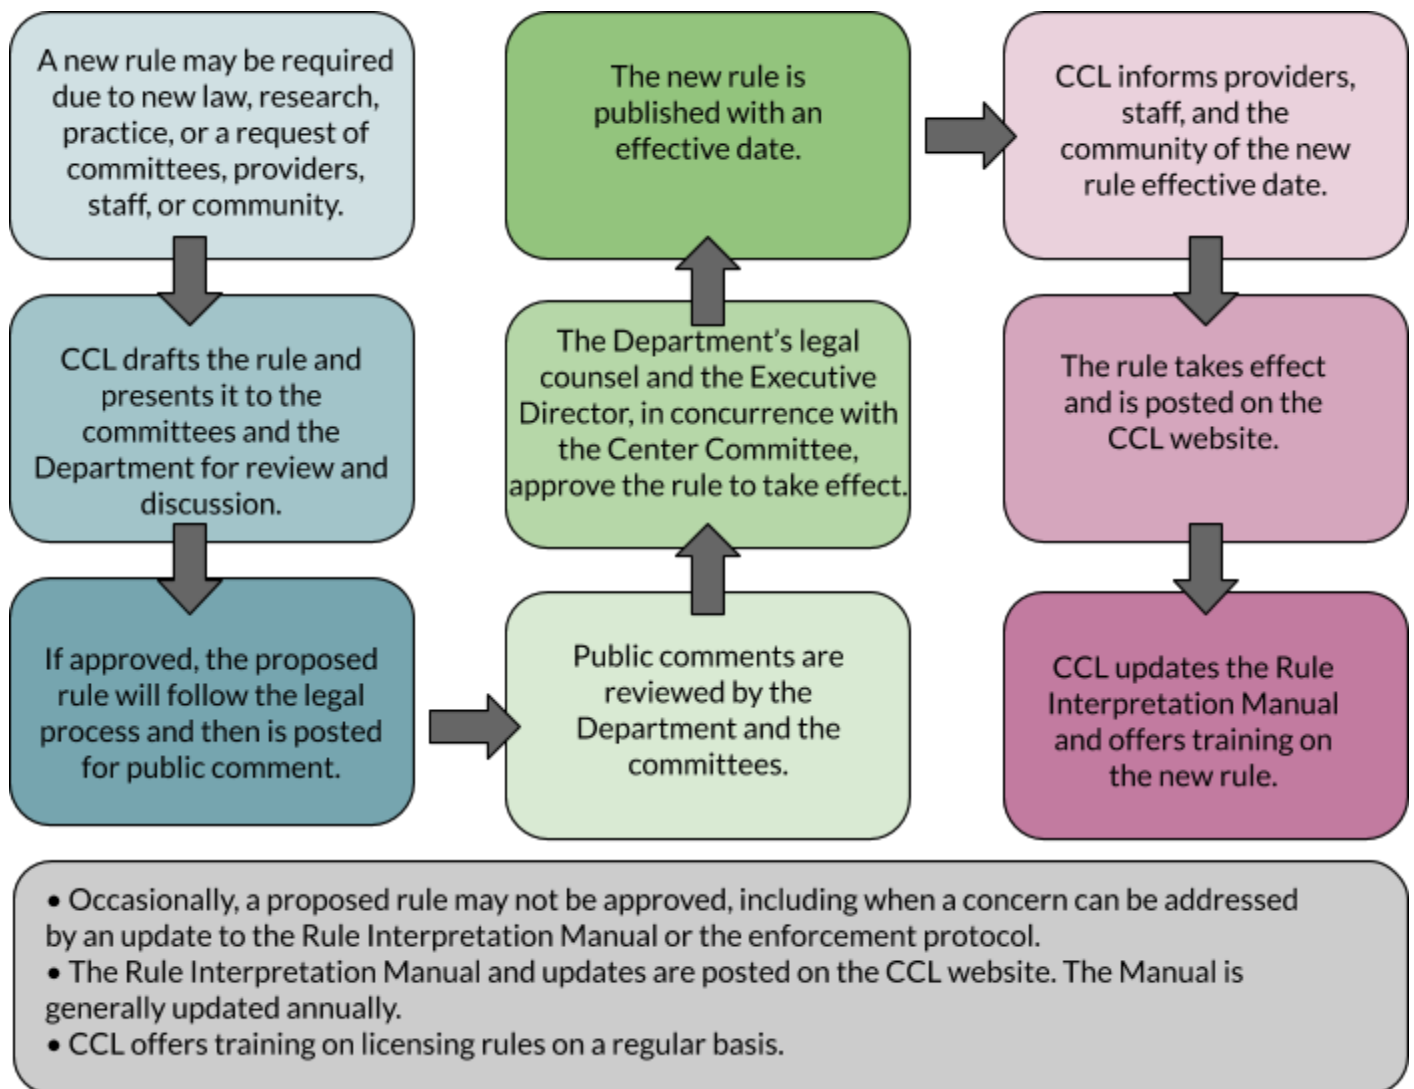 A new rule may be required
due to new law, research,
practice, or a request of
committees, providers,
staff, or community.
CCL drafts the rule and
presents it to the
committees and the
Department for review and
discussion.
If approved, the proposed
rule will follow the legal
process and then is posted
for public comment.
Public comments are
reviewed by the
Department and the
committees.
The Department’s legal
counsel and the Executive
Director, in concurrence with
the Center Committee,
approve the rule to take effect.
The new rule is
published with an
effective date.
CCL informs providers,
staff, and the
community of the new
rule effective date.
The rule takes effect
and is posted on the
CCL website.
CCL updates the Rule
Interpretation Manual
and offers training on
the new rule.
• Occasionally, a proposed rule may not be approved, including when a concern can be addressed
by an update to the Rule Interpretation Manual or the enforcement protocol.
• The Rule Interpretation Manual and updates are posted on the CCL website. The Manual is
generally updated annually.
• CCL offers training on licensing rules on a regular basis.